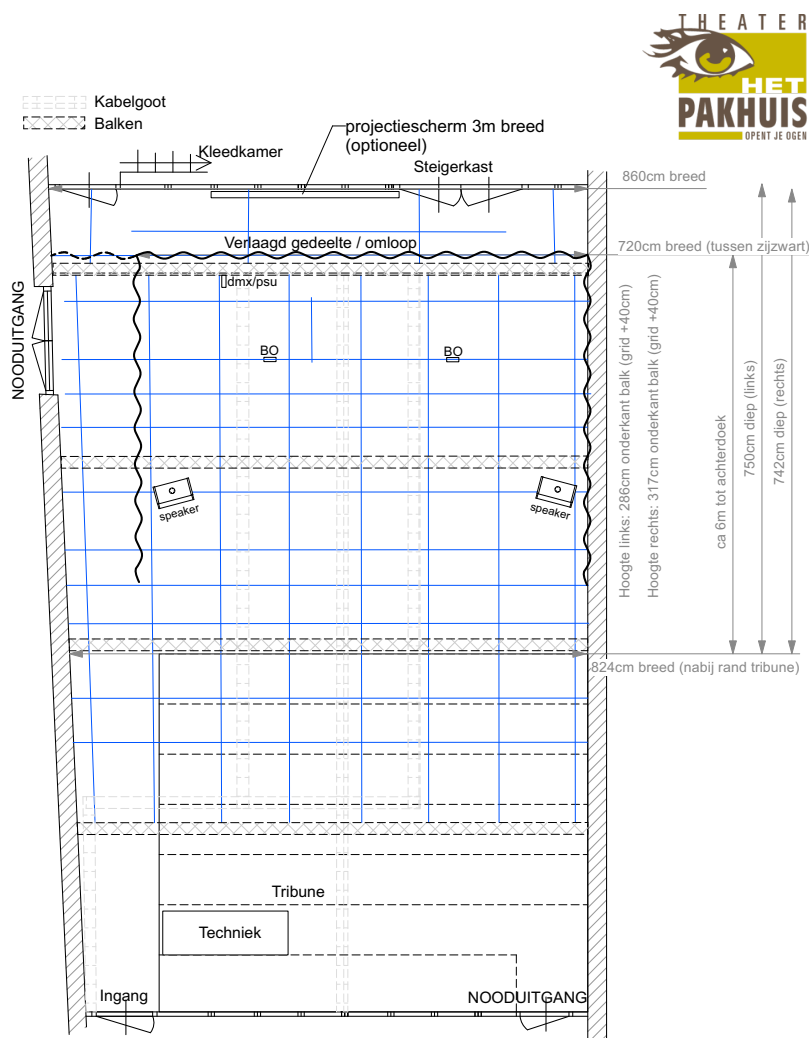 THEATER
HET
PAKHUIS
OPENT JE OGEN
Kabelgoot
Balken
Kleedkamer
projectiescherm 3m breed
(optioneel)
Steigerkast
860cm breed
Verlaagd gedeelte / omloop
720cm breed (tussen zijzwart)
dmx/psu
NOODUITGANG
BO
BO
speaker
speaker
Hoogte links: 286cm onderkant balk (grid +40cm)
Hoogte rechts: 317cm onderkant balk (grid +40cm)
ca 6m tot achterdoek
750cm diep (links)
742cm diep (rechts)
824cm breed (nabij rand tribune)
Tribune
Techniek
Ingang
NOODUITGANG